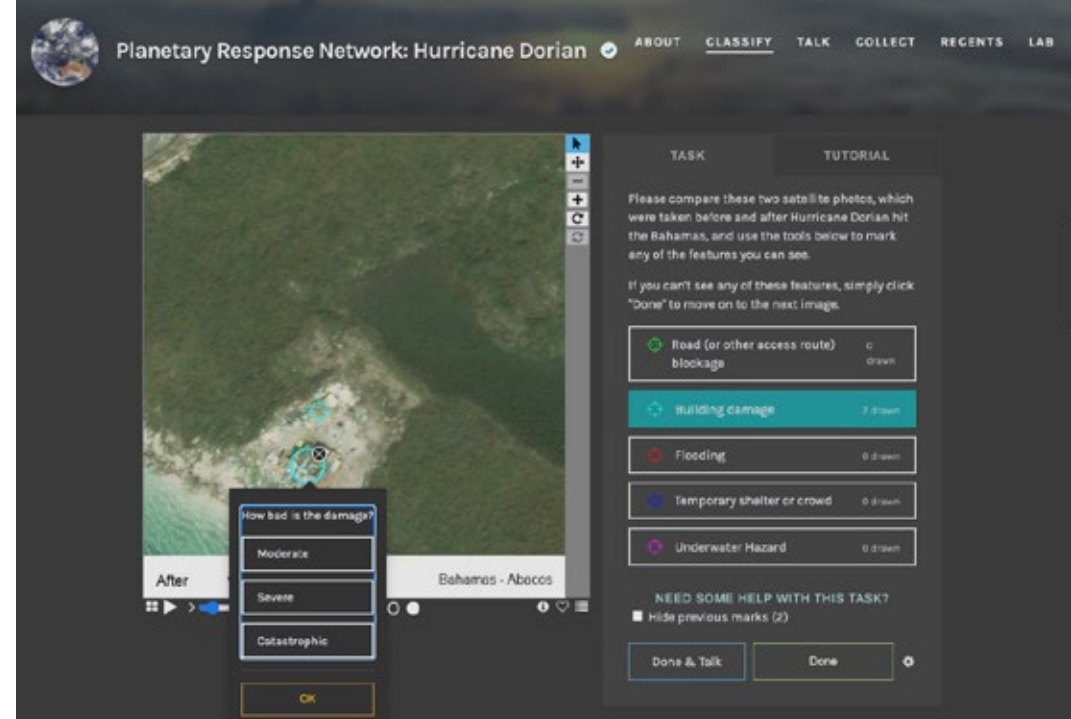 Planetary Response Network: Hurricane Dorian
ABOUT CLASSIFY TALK COLLECT RECENTS LAB
TASK TUTORIAL
Please compare these two satellite photos, which
were taken before and after Hurricane Dorian hit
the Bahamas, and use the tools below to mark
any of the features you can see.
If you can't see any of these features, simply click
"Done" to move on to the next image.
Road (or other access route)
blockage
0
drawn
Building damage
2 drawn
Flooding
0 drawn
Temporary shelter or crowd
0 drawn
Underwater Hazard
0 drawn
NEED SOME HELP WITH THIS TASK?
Hide previous marks (2)
Done & Talk
Done
How bad is the damage?
Moderate
Severe
Catastrophic
OK
After
Bahamas - Abacos